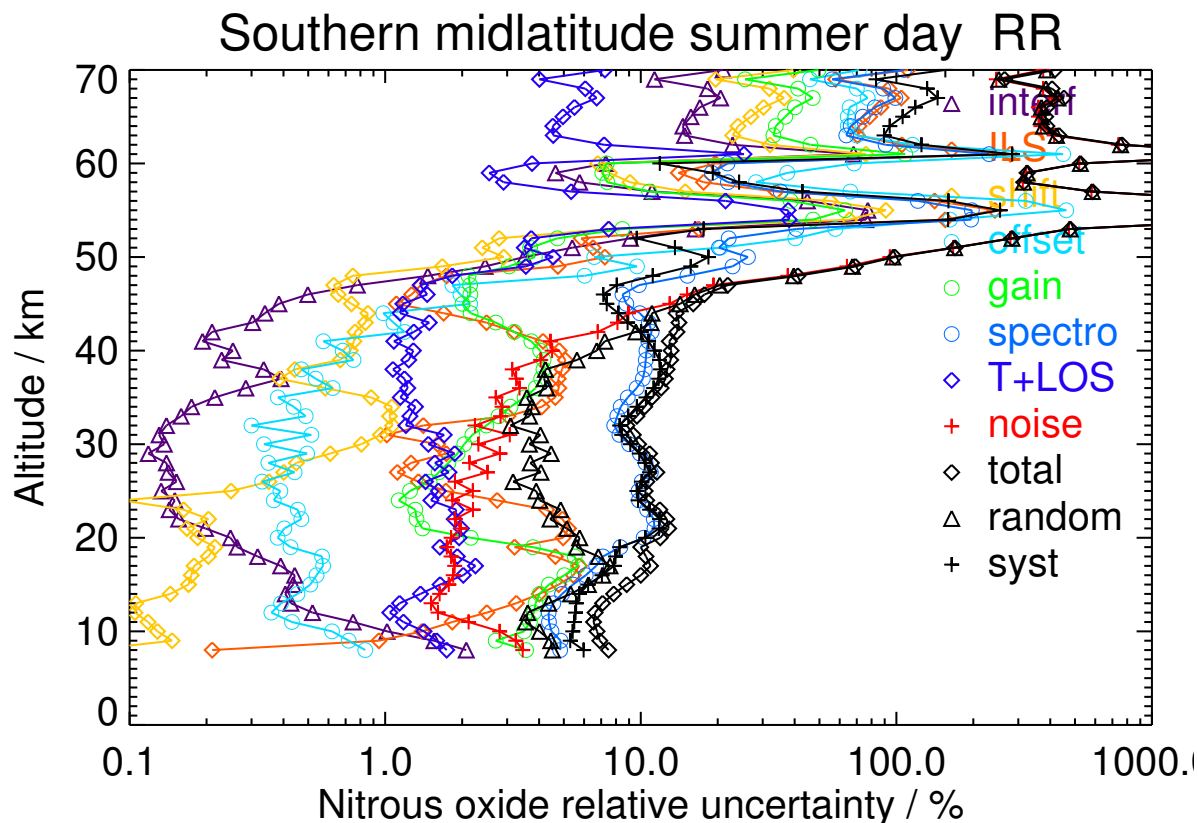 Southern midlatitude summer day RR
70
60
50
40
30
20
10
0
Altitude / km
interf
ILS
shift
offset
gain
spectro
T+LOS
noise
total
random
syst
0.1 1.0 10.0 100.0 1000.0
Nitrous oxide relative uncertainty / %